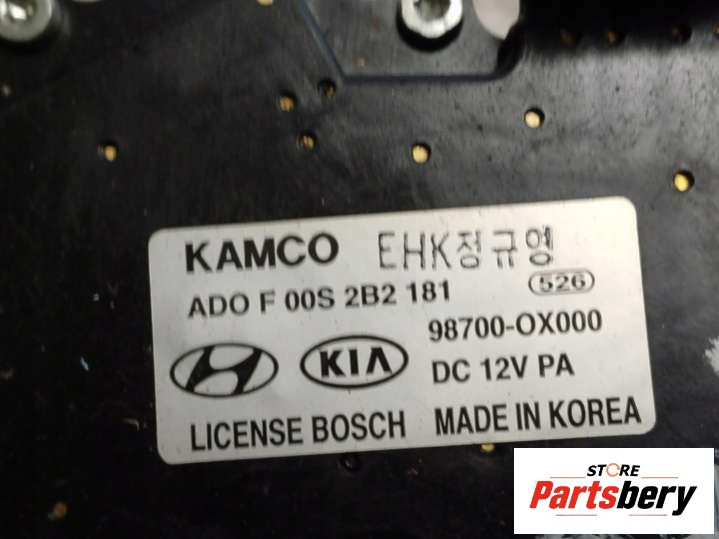 KAMCO EHK정규영
ADO F 00S 2B2 181 526
98700-OX000
KIA DC 12V PA
LICENSE BOSCH MADE IN KOREA
STORE
Partsbery